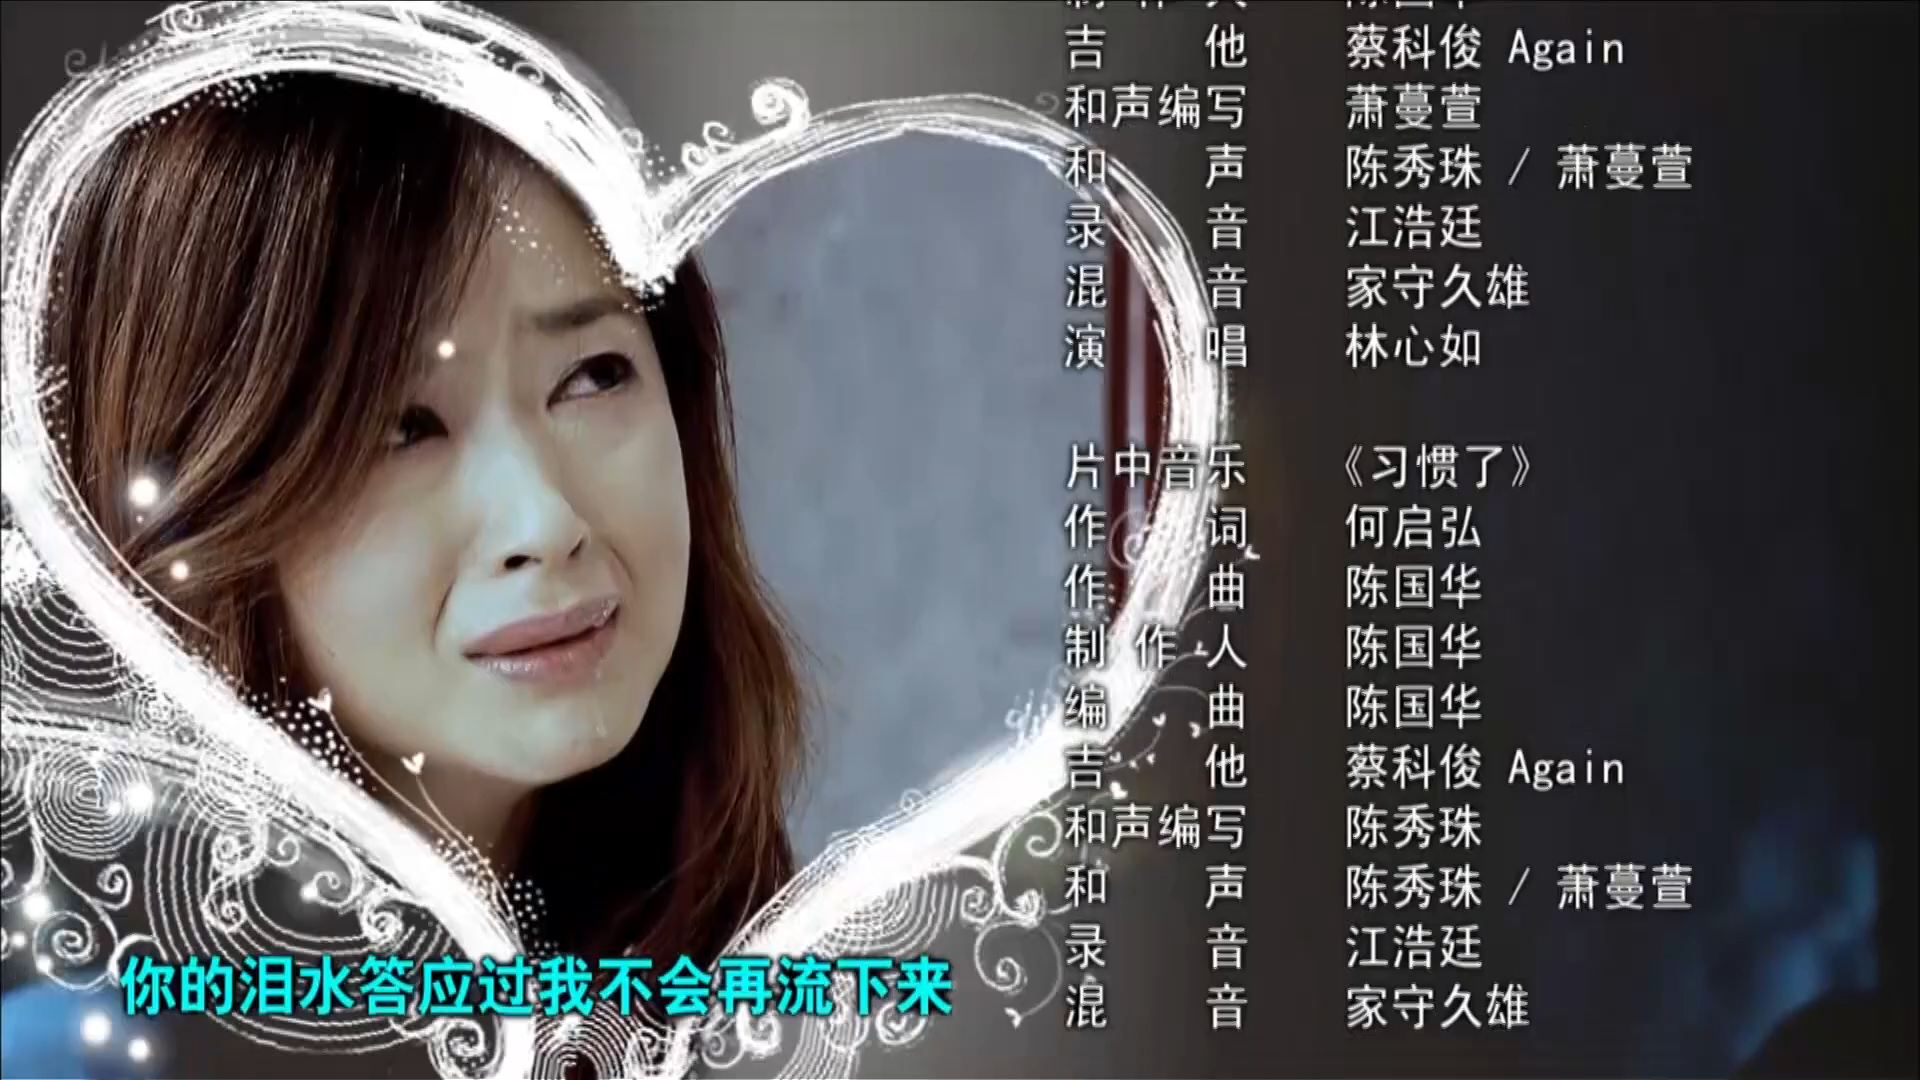 吉 他 蔡科俊 Again
和声编写 萧蔓萱
和 声 陈秀珠 / 萧蔓萱
录 音 江浩廷
混 音 家守久雄
演 唱 林心如
片中音乐 《习惯了》
作 词 何启弘
作 曲 陈国华
制 作 人 陈国华
编 曲 陈国华
吉 他 蔡科俊 Again
和声编写 陈秀珠
和 声 陈秀珠 / 萧蔓萱
录 音 江浩廷
混 音 家守久雄
你的泪水答应过我不会再流下来